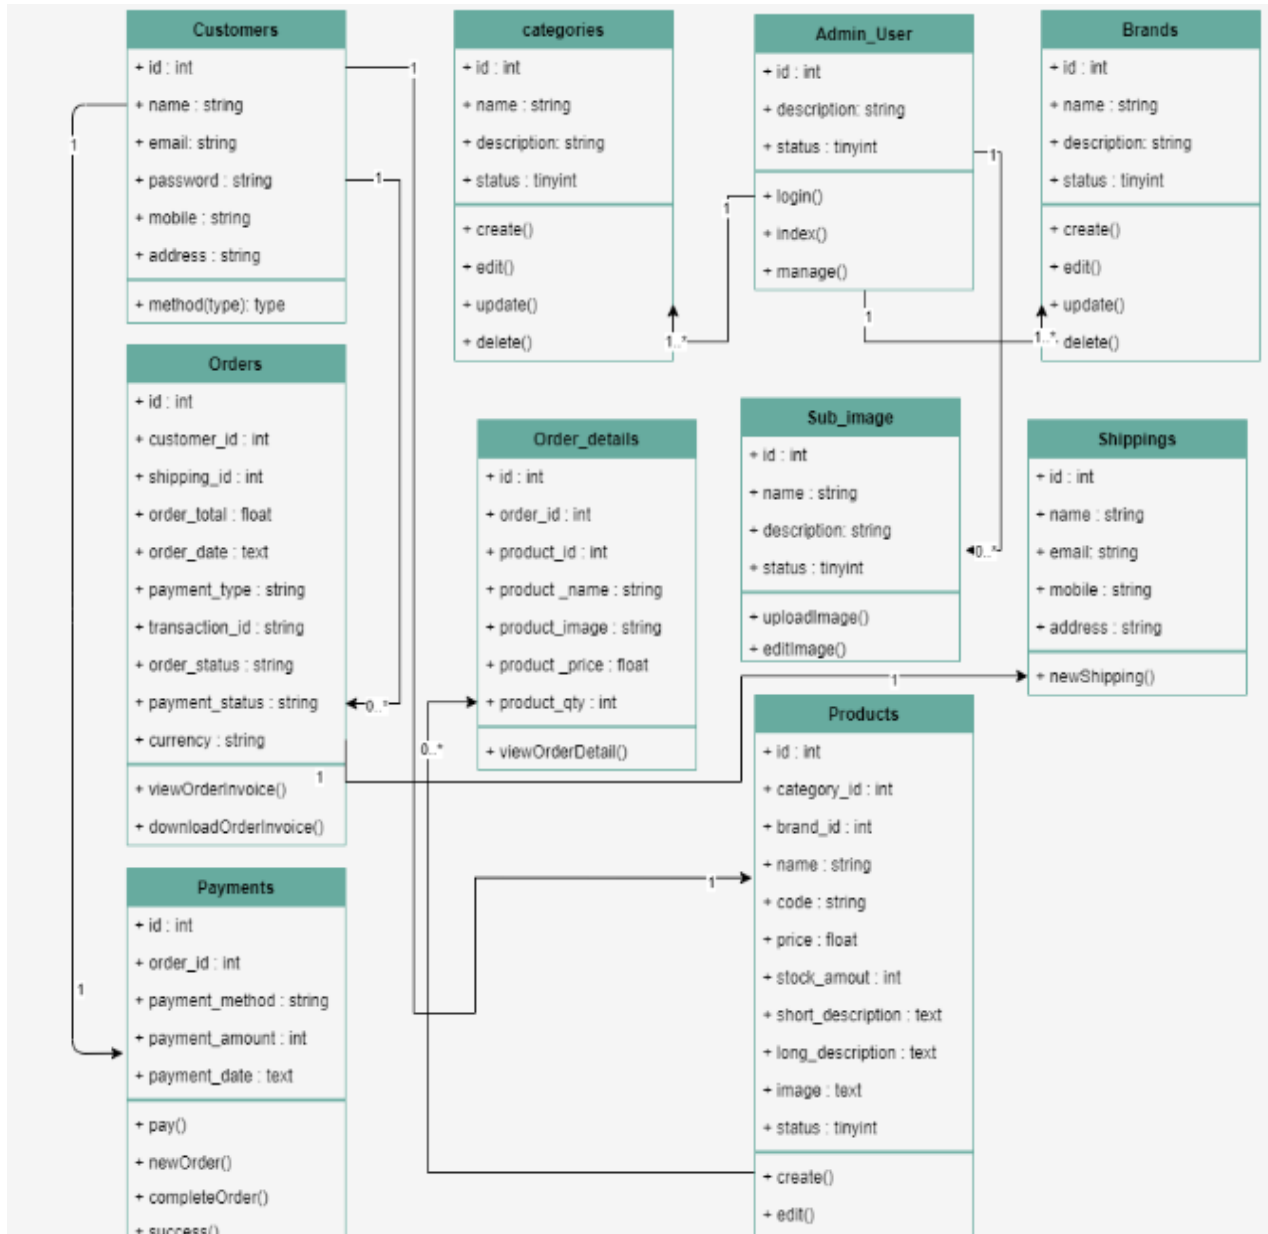 Customers
+ id : int
+ name : string
+ email: string
+ password : string
+ mobile : string
+ address : string
+ method(type): type
categories
+ id : int
+ name : string
+ description: string
+ status : tinyint
+ create()
+ edit()
+ update()
+ delete()
Admin_User
+ id : int
+ description: string
+ status : tinyint
+ login()
+ index()
+ manage()
Brands
+ id : int
+ name : string
+ description: string
+ status : tinyint
+ create()
+ edit()
+ update()
+ delete()
1
1
1
1
1
1
1..*
1..*
Orders
+ id : int
+ customer_id : int
+ shipping_id : int
+ order_total : float
+ order_date : text
+ payment_type : string
+ transaction_id : string
+ order_status : string
+ payment_status : string
+ currency : string
+ viewOrderInvoice()
+ downloadOrderInvoice()
Order_details
+ id : int
+ order_id : int
+ product_id : int
+ product _name : string
+ product_image : string
+ product _price : float
+ product_qty : int
+ viewOrderDetail()
Sub_image
+ id : int
+ name : string
+ description: string
+ status : tinyint
+ uploadImage()
+ editImage()
Shippings
+ id : int
+ name : string
+ email: string
+ mobile : string
+ address : string
+ newShipping()
0..*
0..*
0..*
1
1
Payments
+ id : int
+ order_id : int
+ payment_method : string
+ payment_amount : int
+ payment_date : text
+ pay()
+ newOrder()
+ completeOrder()
+ success()
1
1
Products
+ id : int
+ category_id : int
+ brand_id : int
+ name : string
+ code : string
+ price : float
+ stock_amout : int
+ short_description : text
+ long_description : text
+ image : text
+ status : tinyint
+ create()
+ edit()